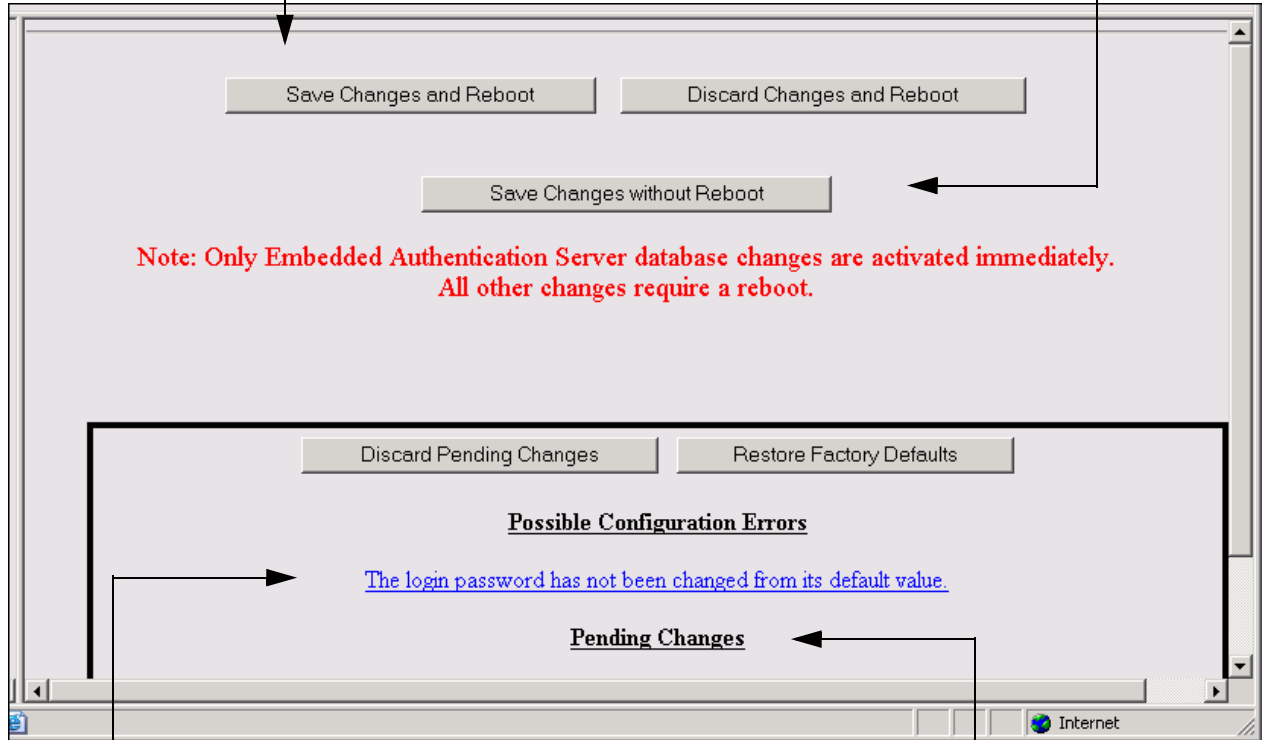 Save Changes and Reboot
Discard Changes and Reboot
Save Changes without Reboot
Note: Only Embedded Authentication Server database changes are activated immediately.
All other changes require a reboot.
Discard Pending Changes
Restore Factory Defaults
Possible Configuration Errors
The login password has not been changed from its default value.
Pending Changes
Internet